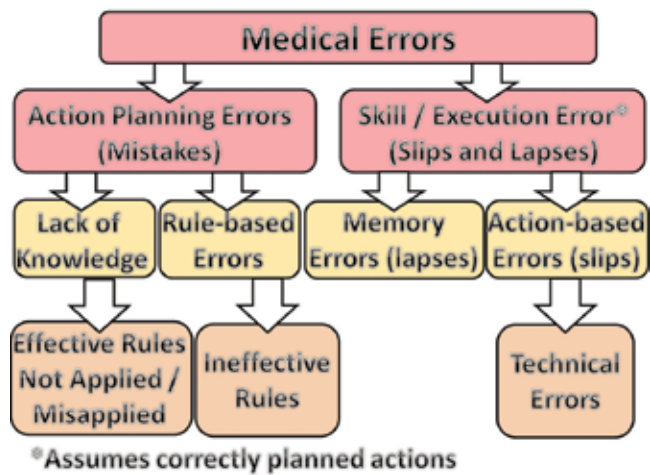 Medical Errors
Action Planning Errors
(Mistakes)
Skill / Execution Error*
(Slips and Lapses)
Lack of
Knowledge
Rule-based
Errors
Memory
Errors (lapses)
Action-based
Errors (slips)
Effective Rules
Not Applied /
Misapplied
Ineffective
Rules
Technical
Errors
*Assumes correctly planned actions